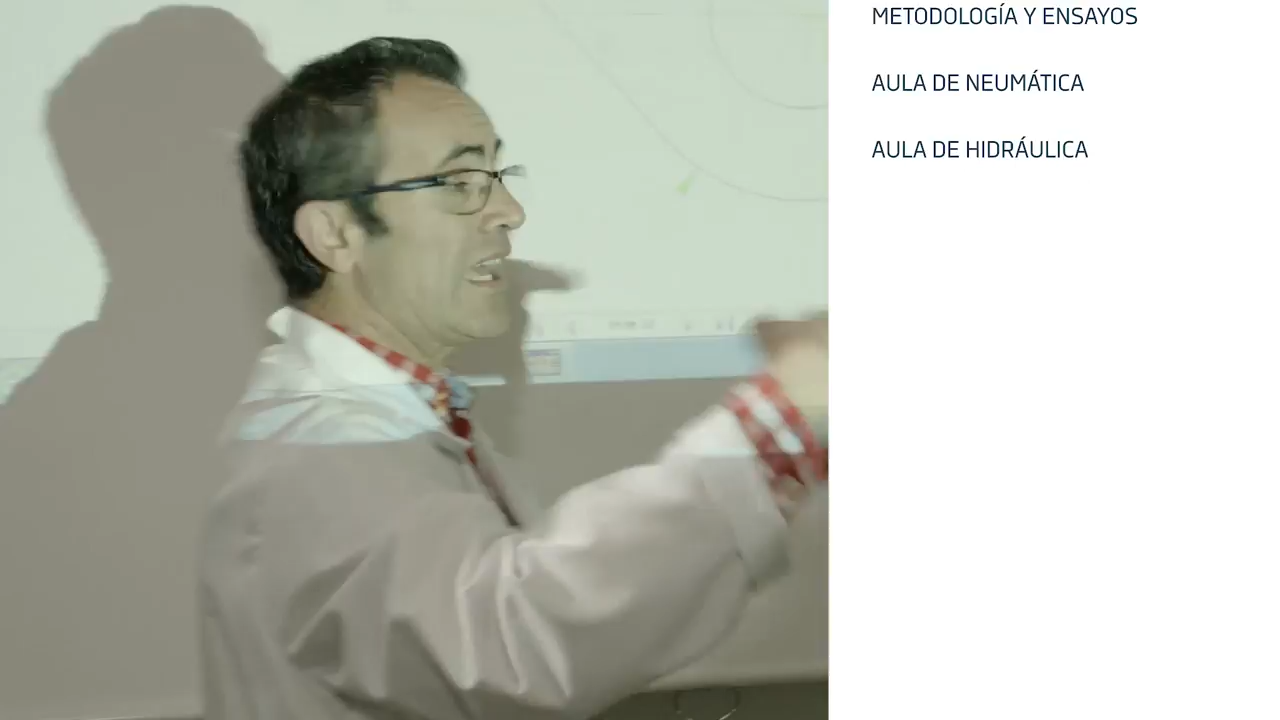 METODOLOGÍA Y ENSAYOS
AULA DE NEUMÁTICA
AULA DE HIDRÁULICA